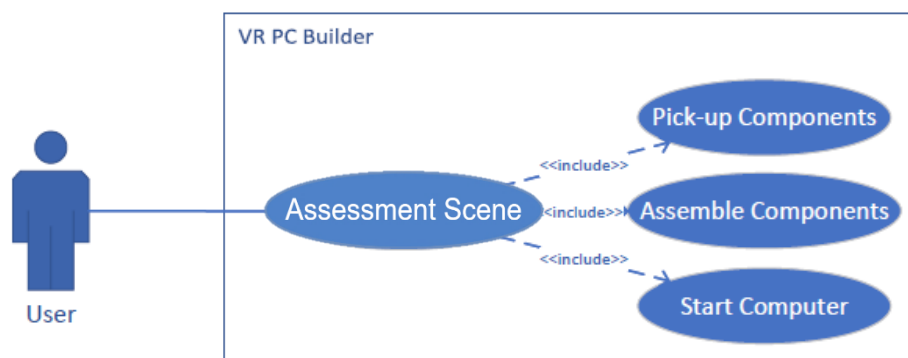 VR PC Builder
Pick-up Components
<<include>>
Assessment Scene
<<include>>
Assemble Components
<<include>>
Start Computer
User